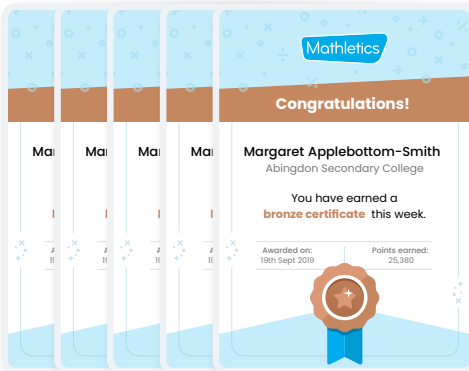 Mathletics
Congratulations!
Margaret Applebottom-Smith
Abingdon Secondary College
You have earned a
bronze certificate this week.
Awarded on:
Points earned:
19th Sept 2019
25,380